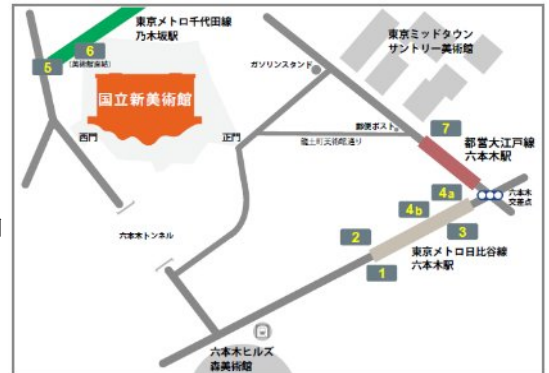 東京メトロ千代田線
乃木坂駅
6
(美術館直結)
5
国立新美術館
西門
正門
ガソリンスタンド
東京ミッドタウン
サントリー美術館
郵便ポスト
龍土町美術館通り
7
都営大江戸線
六本木駅
4a
六本木
交差点
4b
3
2
東京メトロ日比谷線
六本木駅
1
六本木トンネル
六本木ヒルズ
森美術館